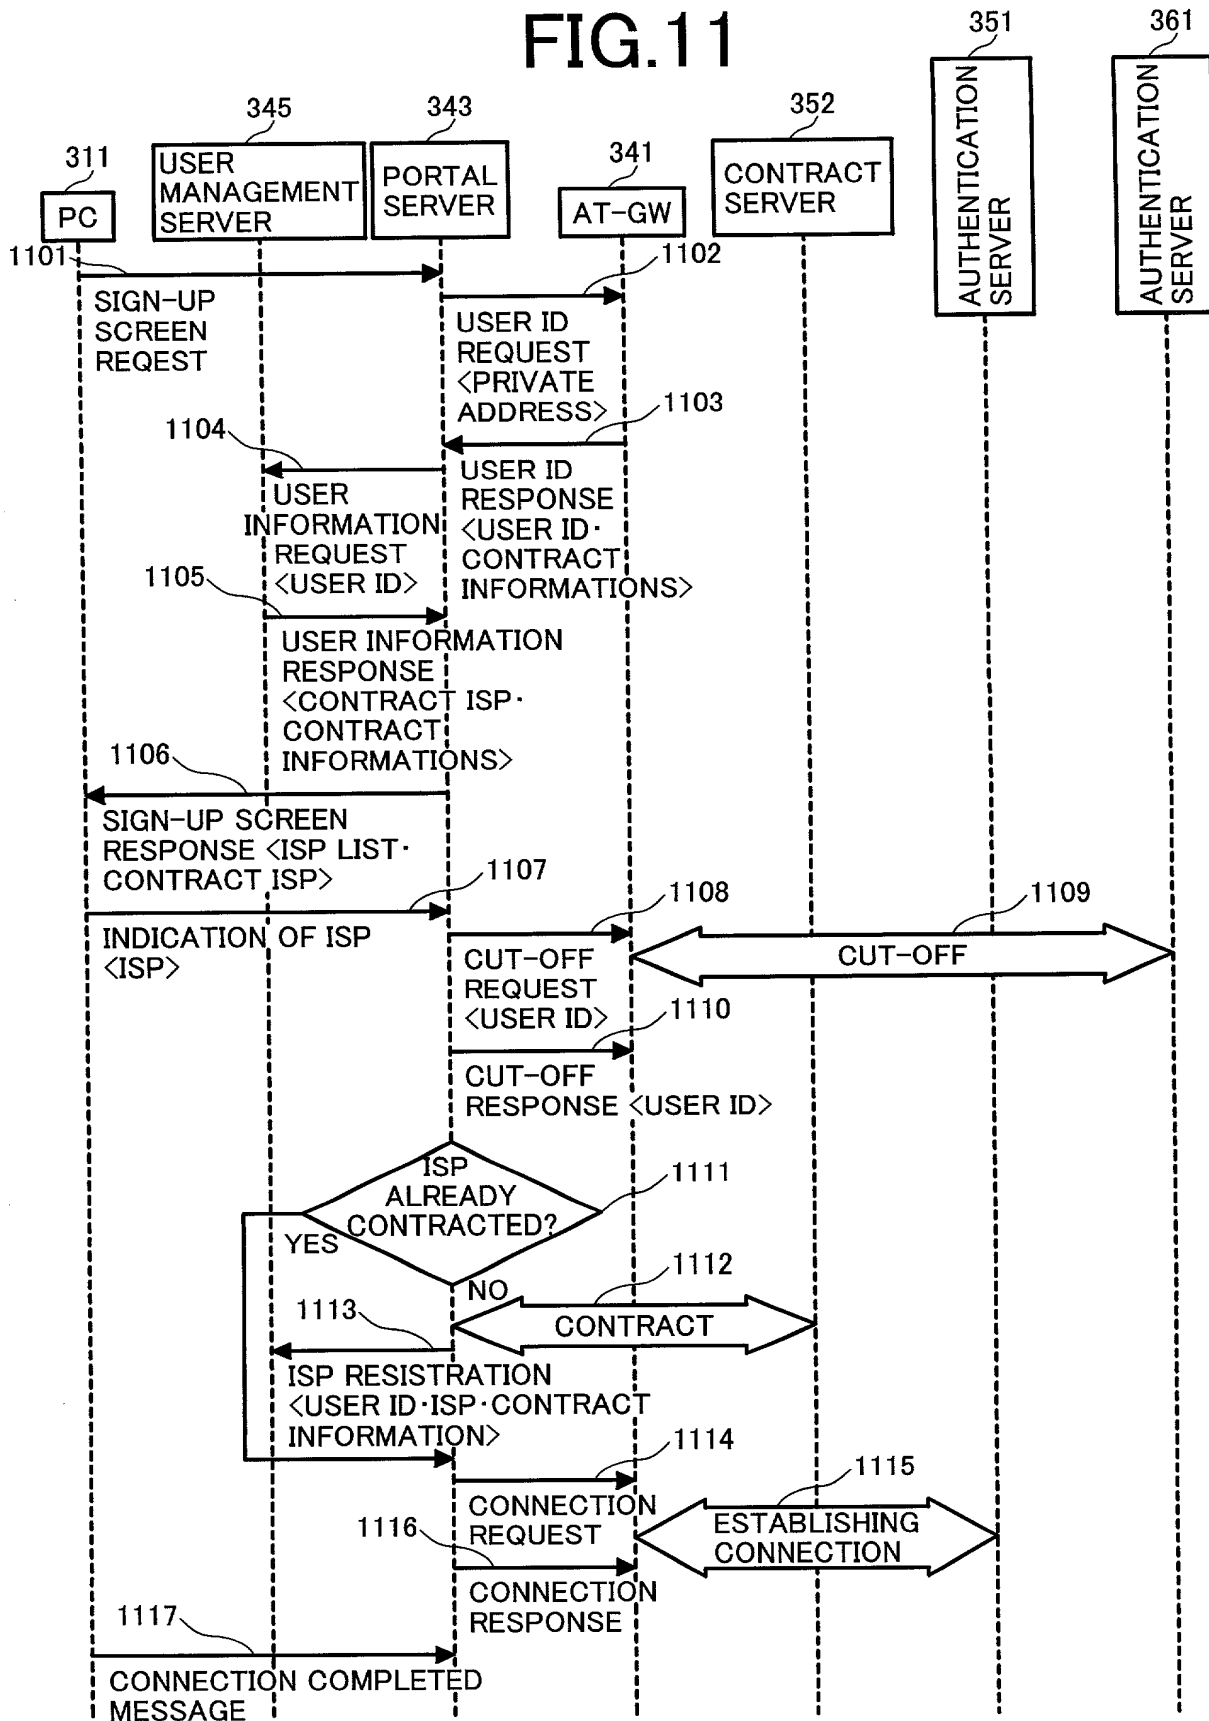 FIG.11
351
361
345
343
352
311
341
PC
USER
MANAGEMENT
SERVER
PORTAL
SERVER
AT-GW
CONTRACT
SERVER
AUTHENTICATION
SERVER
AUTHENTICATION
SERVER
1101
1102
SIGN-UP
SCREEN
REQEST
USER ID
REQUEST
<PRIVATE
ADDRESS>
1103
1104
USER
INFORMATION
REQUEST
<USER ID>
USER ID
RESPONSE
<USER ID·
CONTRACT
INFORMATIONS>
1105
USER INFORMATION
RESPONSE
<CONTRACT ISP·
CONTRACT
INFORMATIONS>
1106
SIGN-UP SCREEN
RESPONSE <ISP LIST·
CONTRACT ISP>
1107
1108
1109
INDICATION OF ISP
<ISP>
CUT-OFF
REQUEST
<USER ID>
CUT-OFF
1110
CUT-OFF
RESPONSE <USER ID>
ISP
ALREADY
CONTRACTED?
1111
YES
NO
1112
CONTRACT
1113
ISP RESISTRATION
<USER ID·ISP·CONTRACT
INFORMATION>
1114
1115
CONNECTION
REQUEST
ESTABLISHING
CONNECTION
1116
CONNECTION
RESPONSE
1117
CONNECTION COMPLETED
MESSAGE